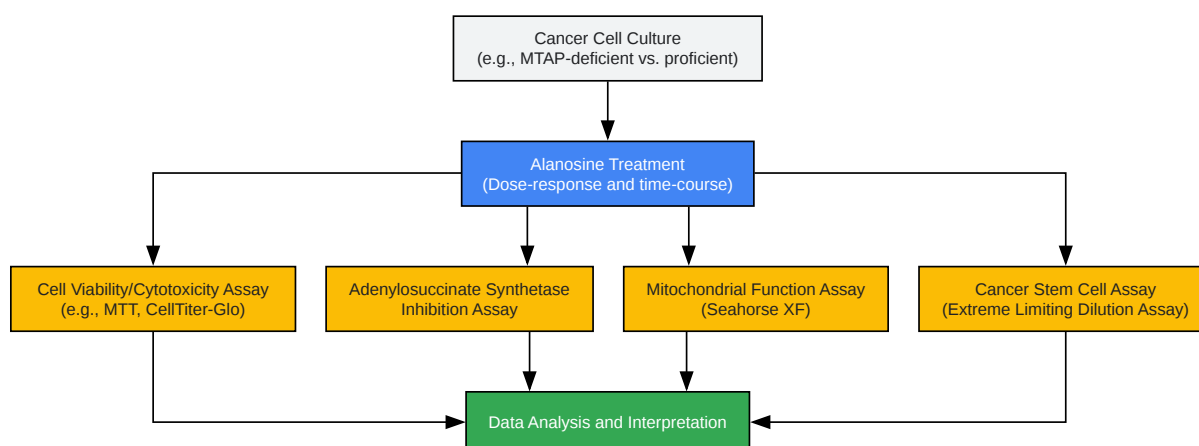 Cancer Cell Culture
(e.g., MTAP-deficient vs. proficient)
Alanosine Treatment
(Dose-response and time-course)
Cell Viability/Cytotoxicity Assay
(e.g., MTT, CellTiter-Glo)
Adenylosuccinate Synthetase
Inhibition Assay
Mitochondrial Function Assay
(Seahorse XF)
Cancer Stem Cell Assay
(Extreme Limiting Dilution Assay)
Data Analysis and Interpretation